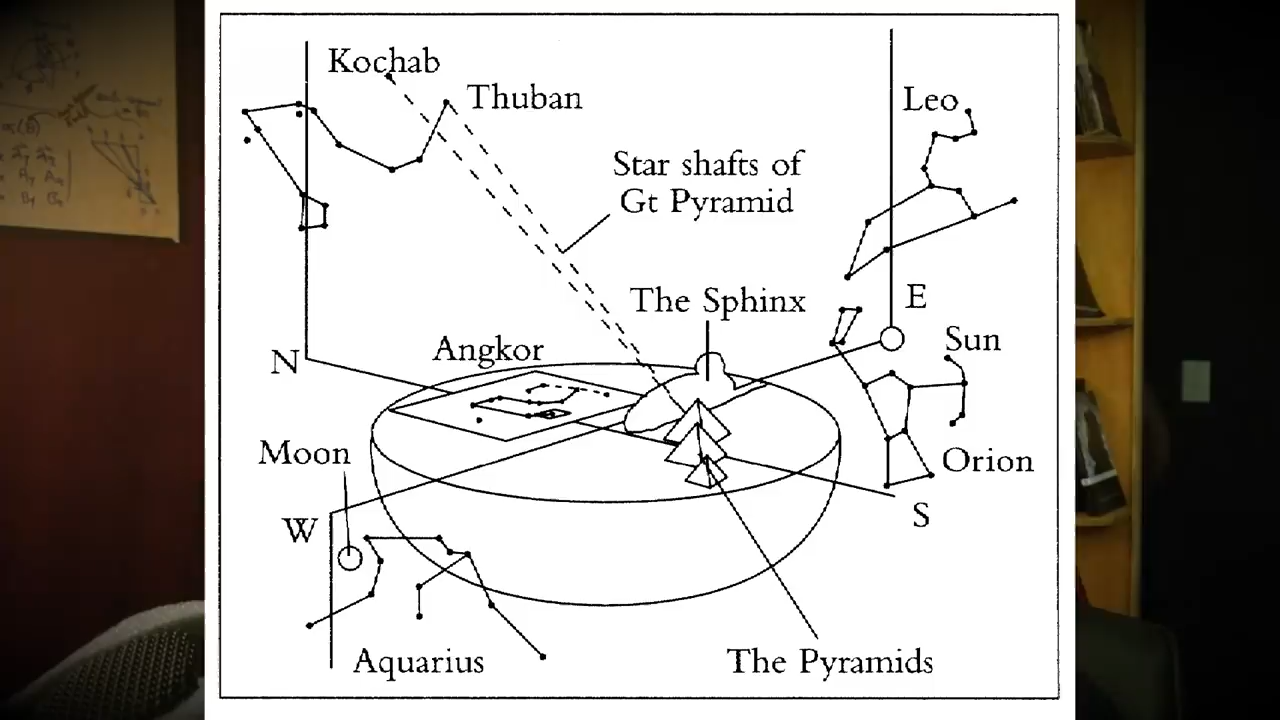 Kochab
Thuban
Leo
Star shafts of
Gt Pyramid
The Sphinx
E
Sun
Angkor
N
Moon
Orion
S
W
Aquarius
The Pyramids